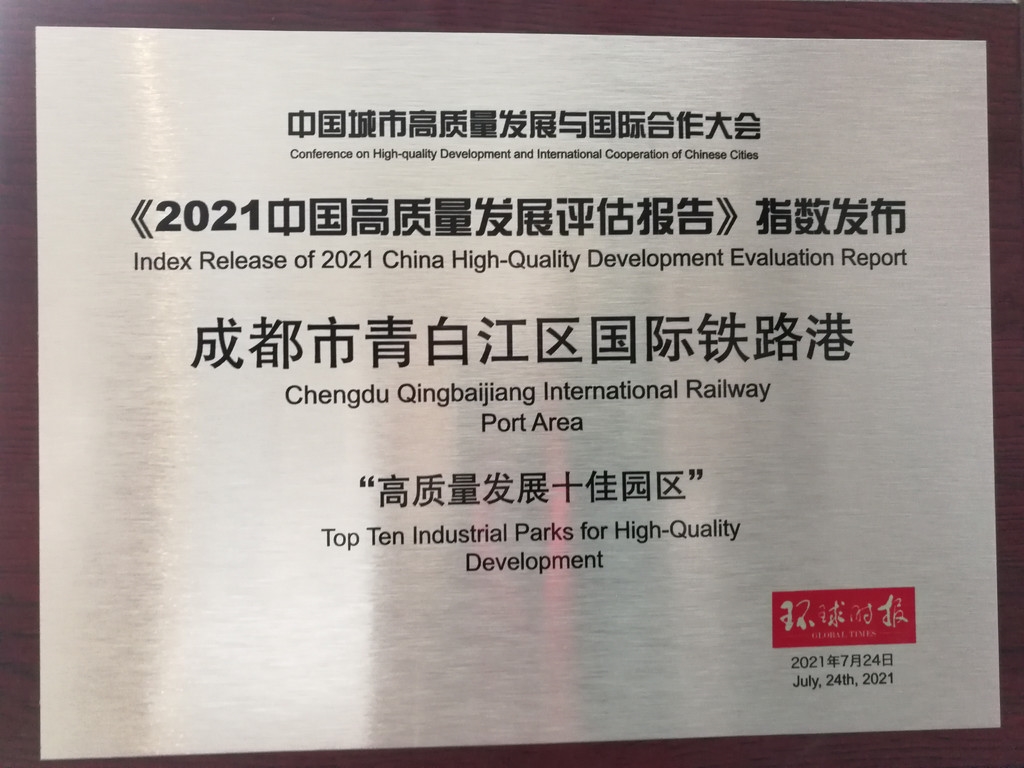 中国城市高质量发展与国际合作大会
Conference on High-quality Development and International Cooperation of Chinese Cities
《2021中国高质量发展评估报告》指数发布
Index Release of 2021 China High-Quality Development Evaluation Report
成都市青白江区国际铁路港
Chengdu Qingbaijiang International Railway
Port Area
“高质量发展十佳园区”
Top Ten Industrial Parks for High-Quality
Development
环球时报
GLOBAL TIMES
2021年7月24日
July, 24th, 2021